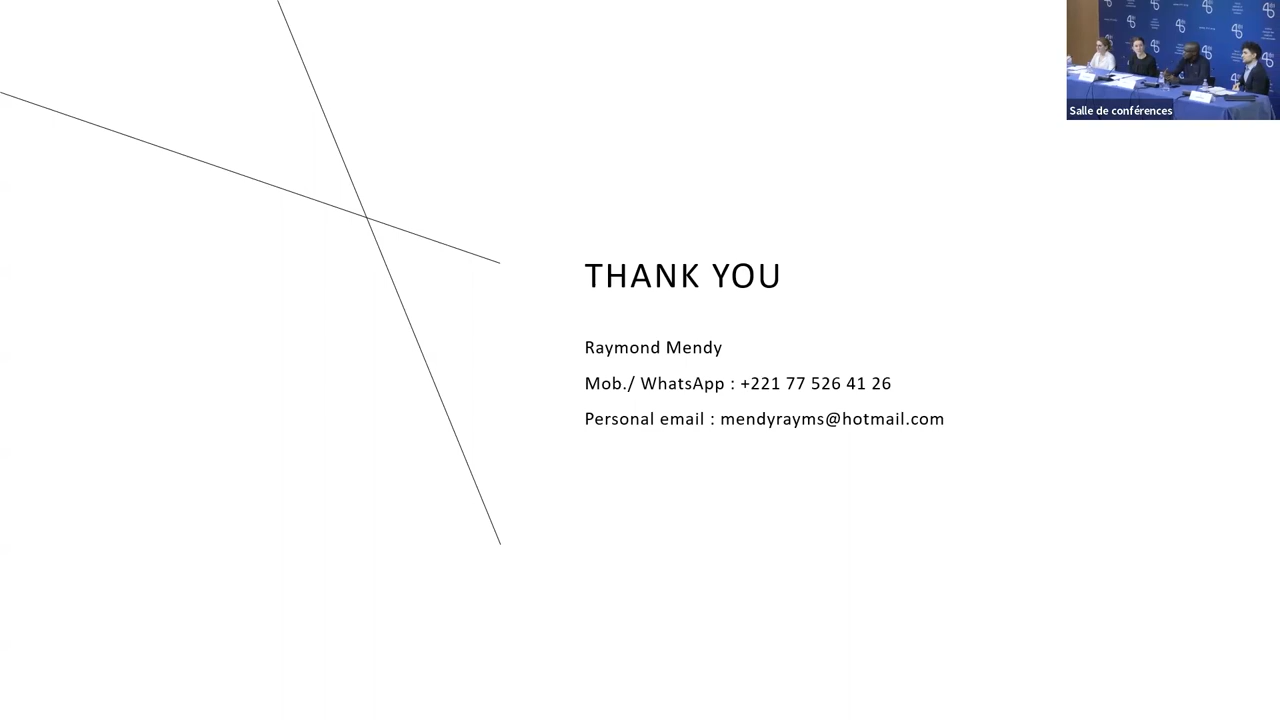 THANK YOU
Raymond Mendy
Mob./ WhatsApp : +221 77 526 41 26
Personal email : mendyrayms@hotmail.com
Salle de conférences